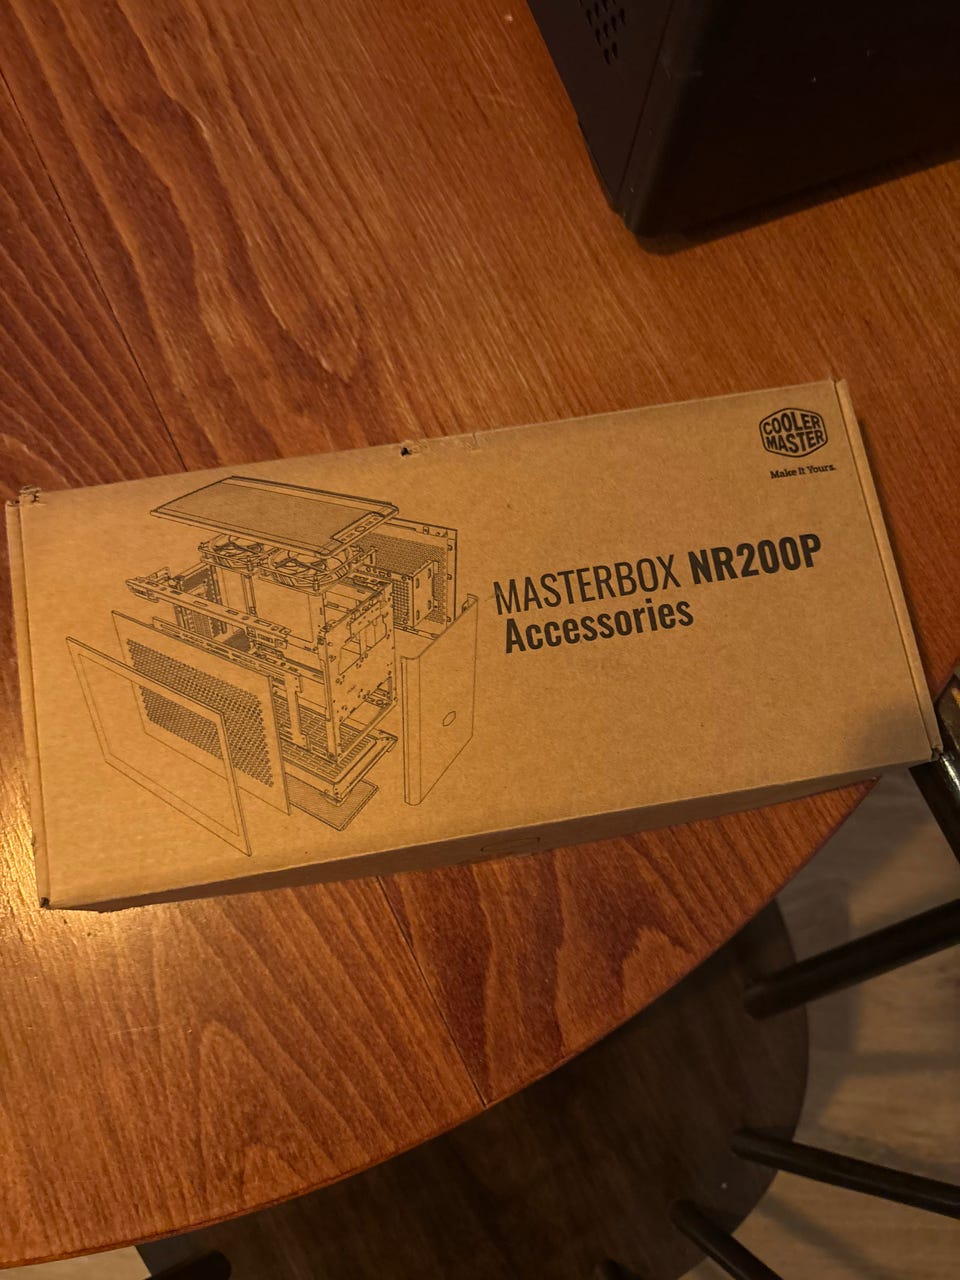 COOLER
MASTER
Make It Yours.
MASTERBOX NR200P
Accessories